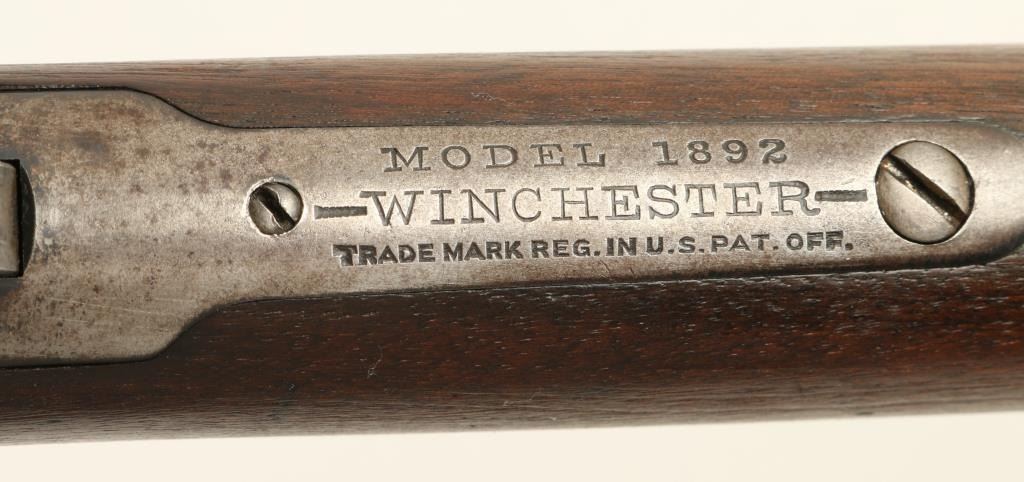 MODEL 1892
—WINCHESTER—
TRADE MARK REG. IN U.S. PAT. OFF.